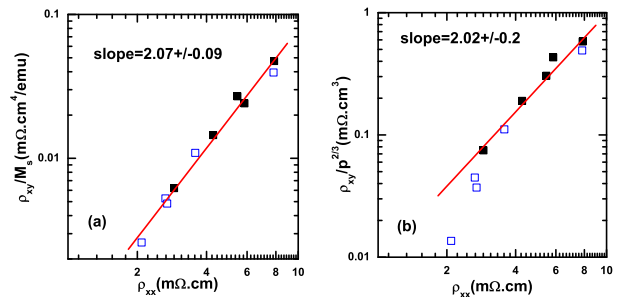 slope=2.07+/-0.09
0.1
0.01
ρxy/Ms(mΩ.cm4/emu)
(a)
2 4 6 8 10
ρxx(mΩ.cm)
slope=2.02+/-0.2
1
0.1
0.01
ρxy/p2/3(mΩ.cm3)
(b)
2 4 6 8 10
ρxx(mΩ.cm)